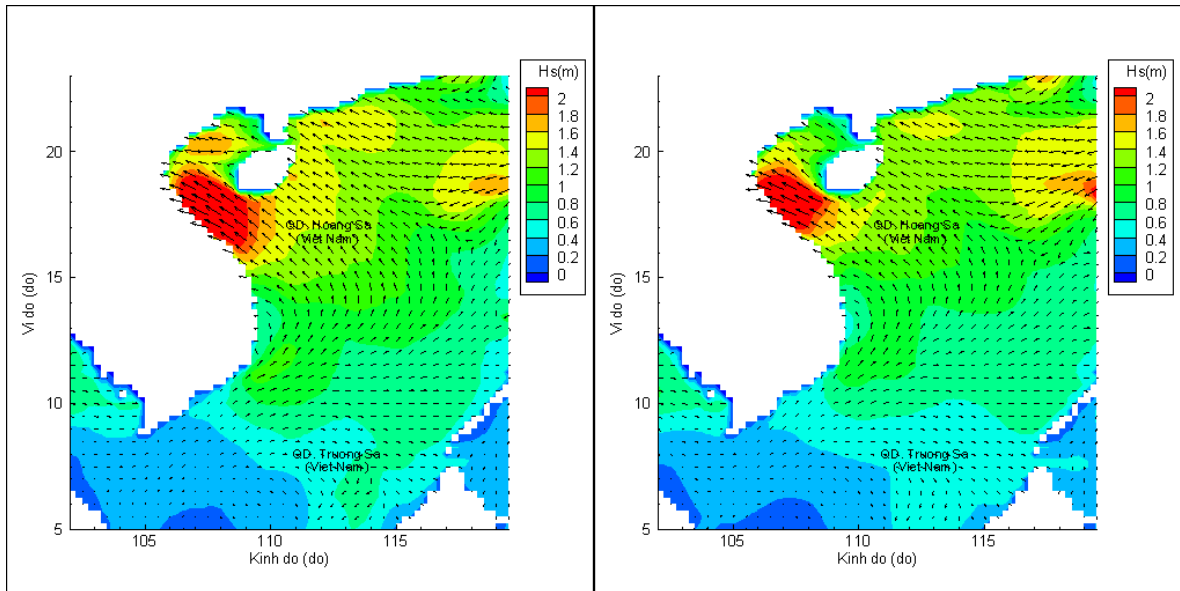 Hs(m)
2
1.8
1.6
1.4
1.2
1
0.8
0.6
0.4
0.2
0
20
15
10
5
Vi do (do)
QD. Hoang Sa
(Viet Nam)
QD. Truong Sa
(Viet Nam)
105
110
115
Kinh do (do)
Hs(m)
2
1.8
1.6
1.4
1.2
1
0.8
0.6
0.4
0.2
0
20
15
10
5
Vi do (do)
QD. Hoang Sa
(Viet Nam)
QD. Truong Sa
(Viet Nam)
105
110
115
Kinh do (do)